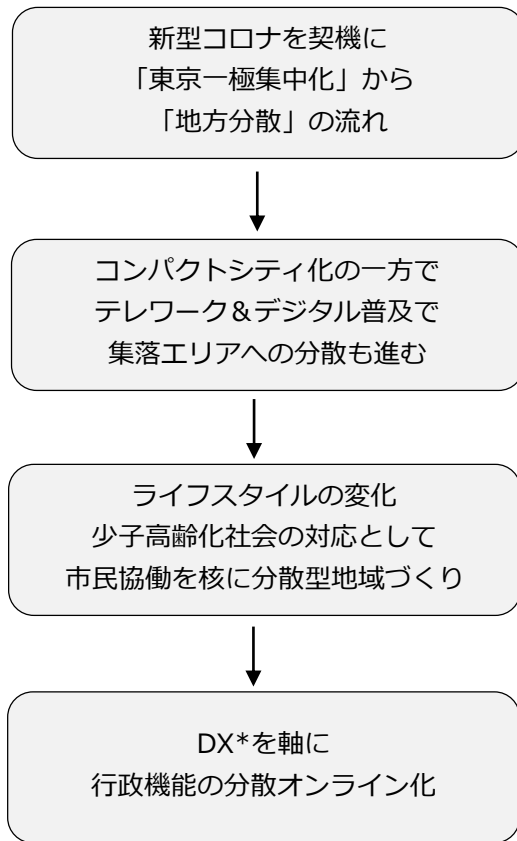 新型コロナを契機に
「東京一極集中化」から
「地方分散」の流れ
コンパクトシティ化の一方で
テレワーク＆デジタル普及で
集落エリアへの分散も進む
ライフスタイルの変化
少子高齢化社会の対応として
市民協働を核に分散型地域づくり
DX*を軸に
行政機能の分散オンライン化